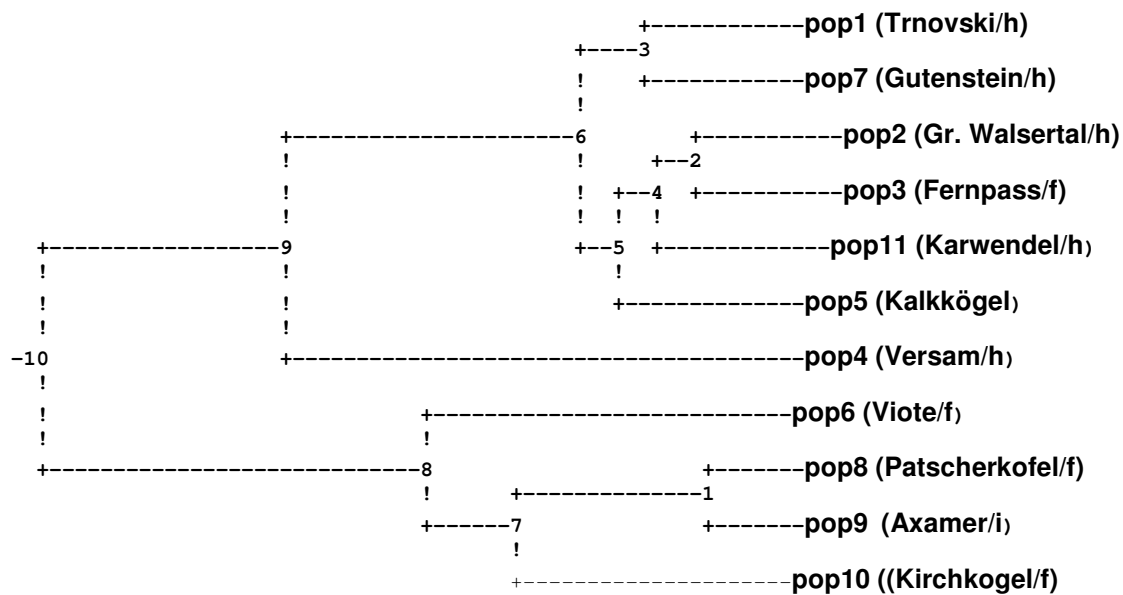 +------------pop1 (Trnovski/h)
+----3
! +------------pop7 (Gutenstein/h)
!
+----------------------6 +-----------pop2 (Gr. Walsertal/h)
! ! +--2
! ! +--4 +-----------pop3 (Fernpass/f)
! ! ! !
+------------------9 +--5 +-------------pop11 (Karwendel/h)
! ! !
! ! +--------------pop5 (Kalkkögel)
! !
-10 +----------------------------------------pop4 (Versam/h)
!
! +----------------------------pop6 (Viote/f)
! !
+-----------------------------8 +-------pop8 (Patscherkofel/f)
! +--------------1
+------7 +-------pop9 (Axamer/i)
!
+---------------------pop10 ((Kirchkogel/f)